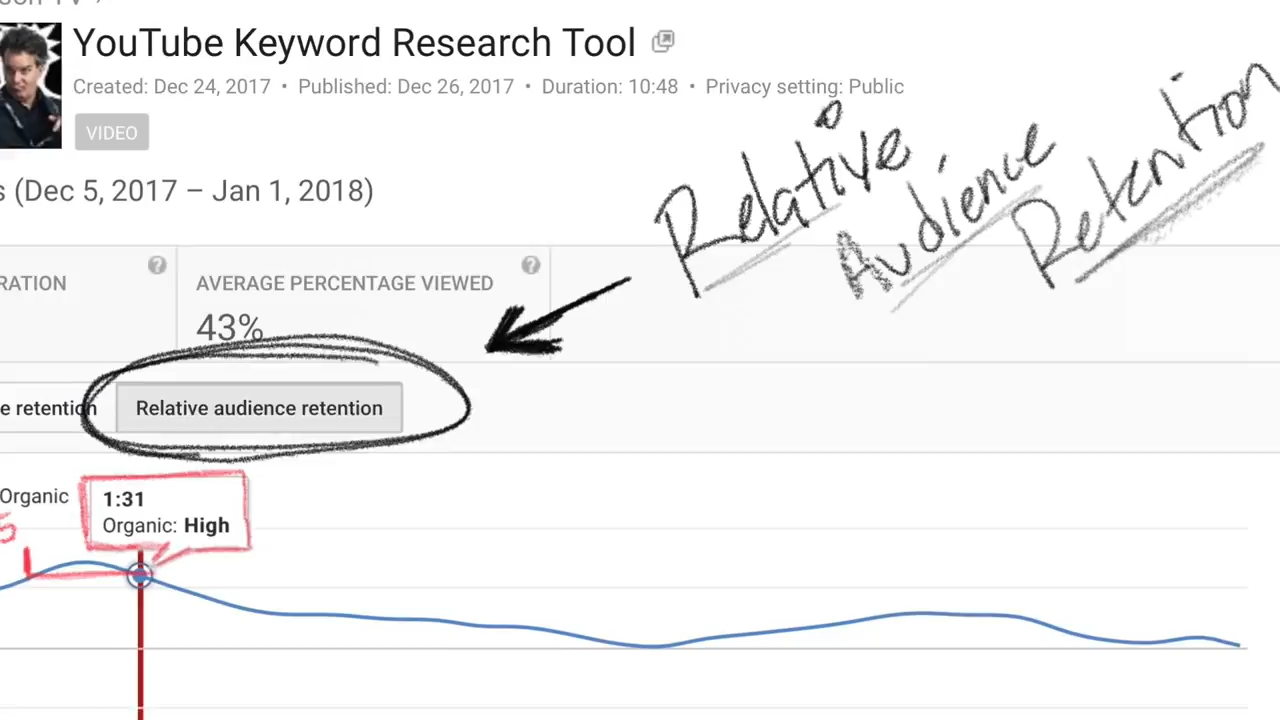 YouTube Keyword Research Tool
Created: Dec 24, 2017 • Published: Dec 26, 2017 • Duration: 10:48 • Privacy setting: Public
VIDEO
s (Dec 5, 2017 – Jan 1, 2018)
Relative
Audience
Retention
RATION
AVERAGE PERCENTAGE VIEWED
43%
e retention
Relative audience retention
Organic
1:31
Organic: High
5